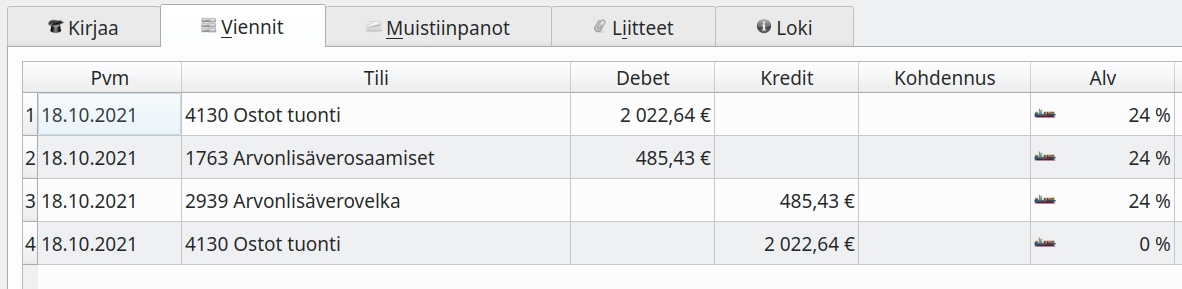 Kirjaa Viennit Muistiinpanot Liitteet Loki
Pvm Tili Debet Kredit Kohdennus Alv
1 18.10.2021 4130 Ostot tuonti 2 022,64 € 24 %
2 18.10.2021 1763 Arvonlisäverosaamiset 485,43 € 24 %
3 18.10.2021 2939 Arvonlisäverovelka 485,43 € 24 %
4 18.10.2021 4130 Ostot tuonti 2 022,64 € 0 %